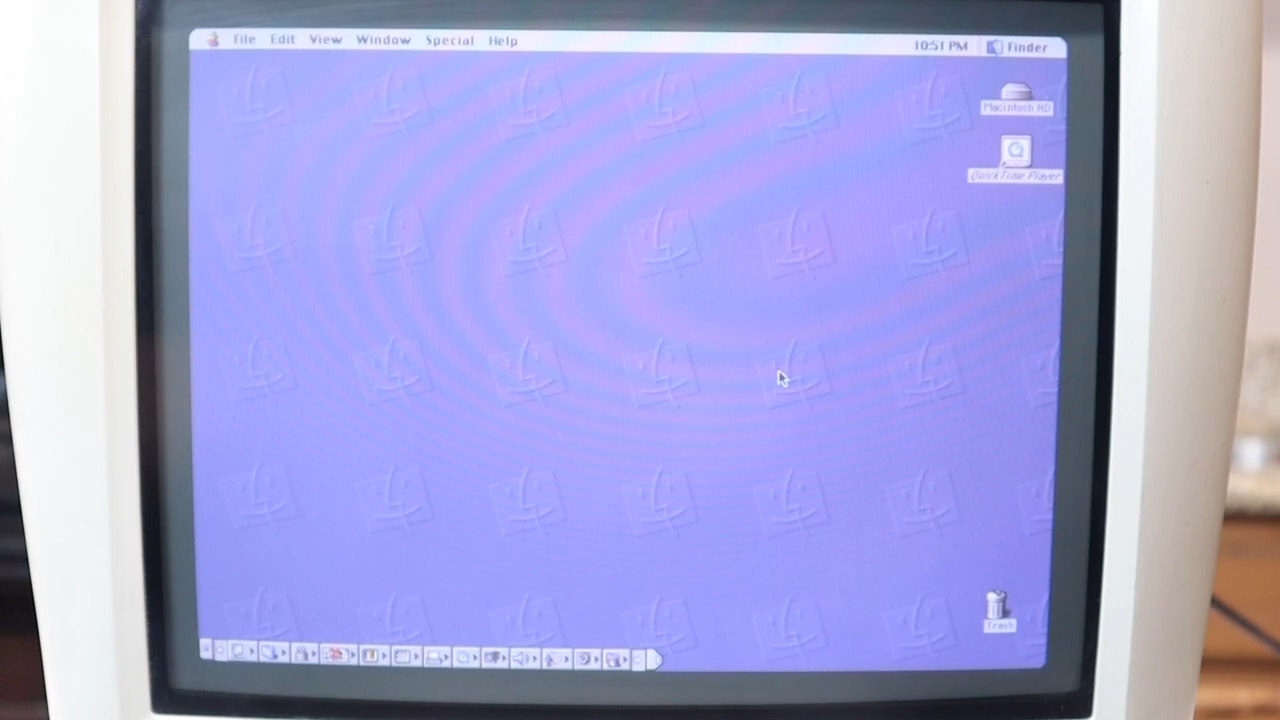 File Edit View Window Special Help 10:51 PM Finder
Macintosh HD
QuickTime Player
Trash